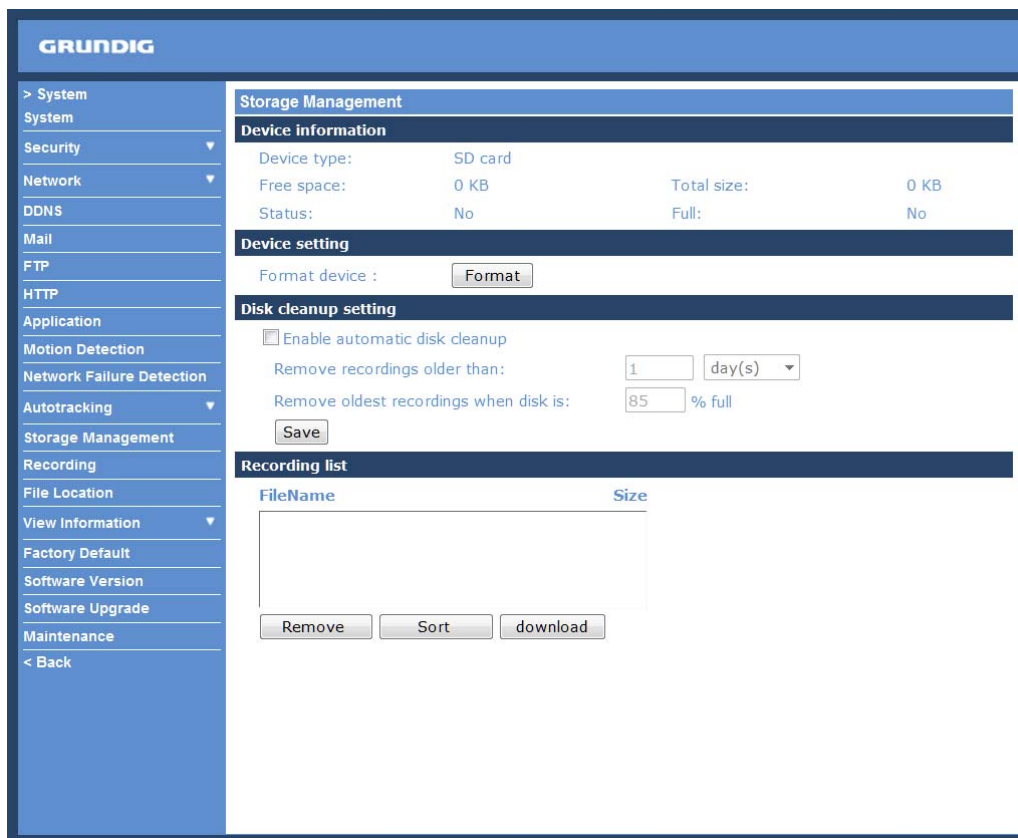 GRUNDIG
> System
System
Security
Network
DDNS
Mail
FTP
HTTP
Application
Motion Detection
Network Failure Detection
Autotracking
Storage Management
Recording
File Location
View Information
Factory Default
Software Version
Software Upgrade
Maintenance
< Back
Storage Management
Device information
Device type: SD card
Free space: 0 KB Total size: 0 KB
Status: No Full: No
Device setting
Format device : Format
Disk cleanup setting
Enable automatic disk cleanup
Remove recordings older than: 1 day(s)
Remove oldest recordings when disk is: 85 % full
Save
Recording list
FileName Size
Remove Sort download